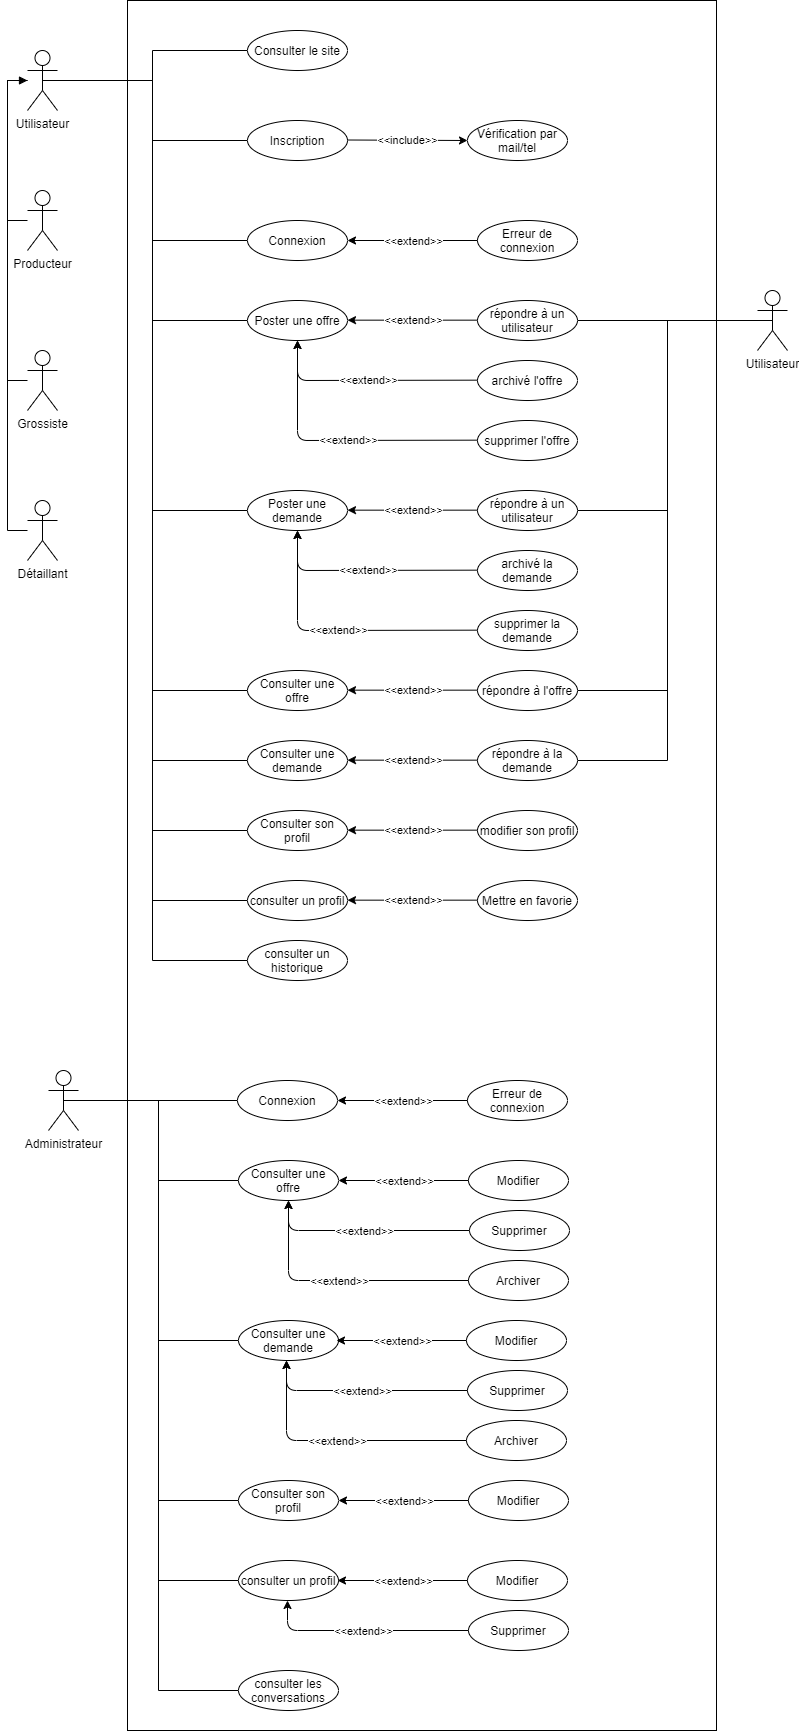 Consulter le site
Utilisateur
Inscription
<<include>>
Vérification par
mail/tel
Producteur
Connexion
<<extend>>
Erreur de
connexion
Poster une offre
<<extend>>
répondre à un
utilisateur
Utilisateur
archivé l'offre
<<extend>>
Grossiste
supprimer l'offre
<<extend>>
Poster une
demande
<<extend>>
répondre à un
utilisateur
Détaillant
<<extend>>
archivé la
demande
<<extend>>
supprimer la
demande
Consulter une
offre
<<extend>>
répondre à l'offre
Consulter une
demande
<<extend>>
répondre à la
demande
Consulter son
profil
<<extend>>
modifier son profil
consulter un profil
<<extend>>
Mettre en favorie
consulter un
historique
Administrateur
Connexion
<<extend>>
Erreur de
connexion
Consulter une
offre
<<extend>>
Modifier
<<extend>>
Supprimer
<<extend>>
Archiver
Consulter une
demande
<<extend>>
Modifier
<<extend>>
Supprimer
<<extend>>
Archiver
Consulter son
profil
<<extend>>
Modifier
consulter un profil
<<extend>>
Modifier
<<extend>>
Supprimer
consulter les
conversations